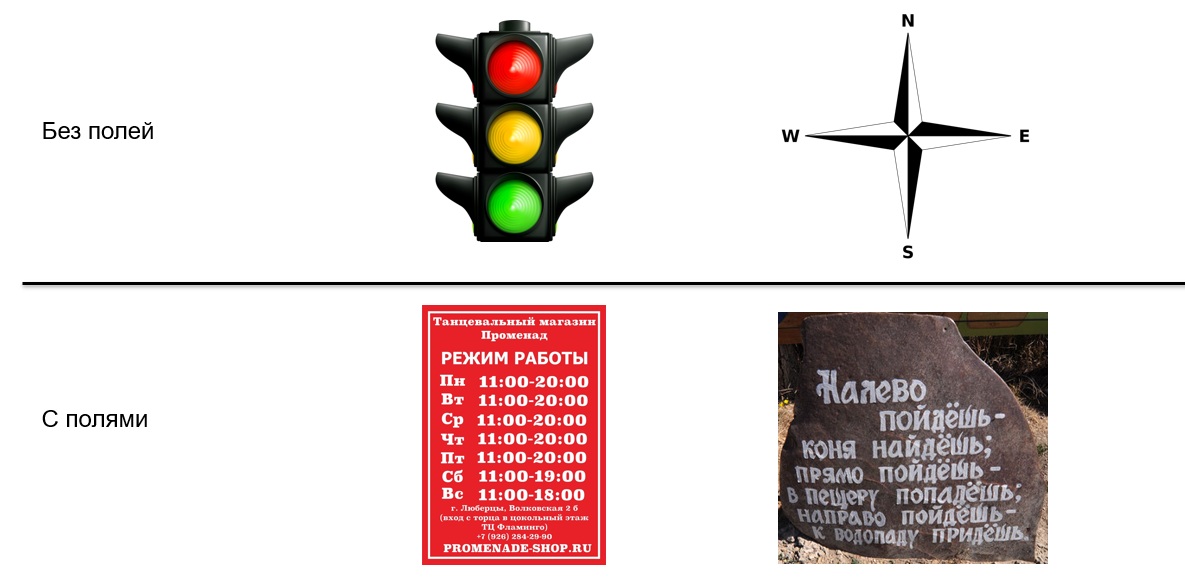 Без полей
N
W
E
S
С полями
Танцевальный магазин
Променад
РЕЖИМ РАБОТЫ
Пн 11:00-20:00
Вт 11:00-20:00
Ср 11:00-20:00
Чт 11:00-20:00
Пт 11:00-20:00
Сб 11:00-19:00
Вс 11:00-18:00
г. Люберцы, Волковская 2 б
(вход с торца в цокольный этаж
ТЦ Фламинго)
+7 (926) 284-29-90
PROMENADE-SHOP.RU
Налево
пойдёшь-
коня найдёшь;
прямо пойдёшь-
в пещеру попадёшь;
направо пойдёшь-
к водопаду придёшь.